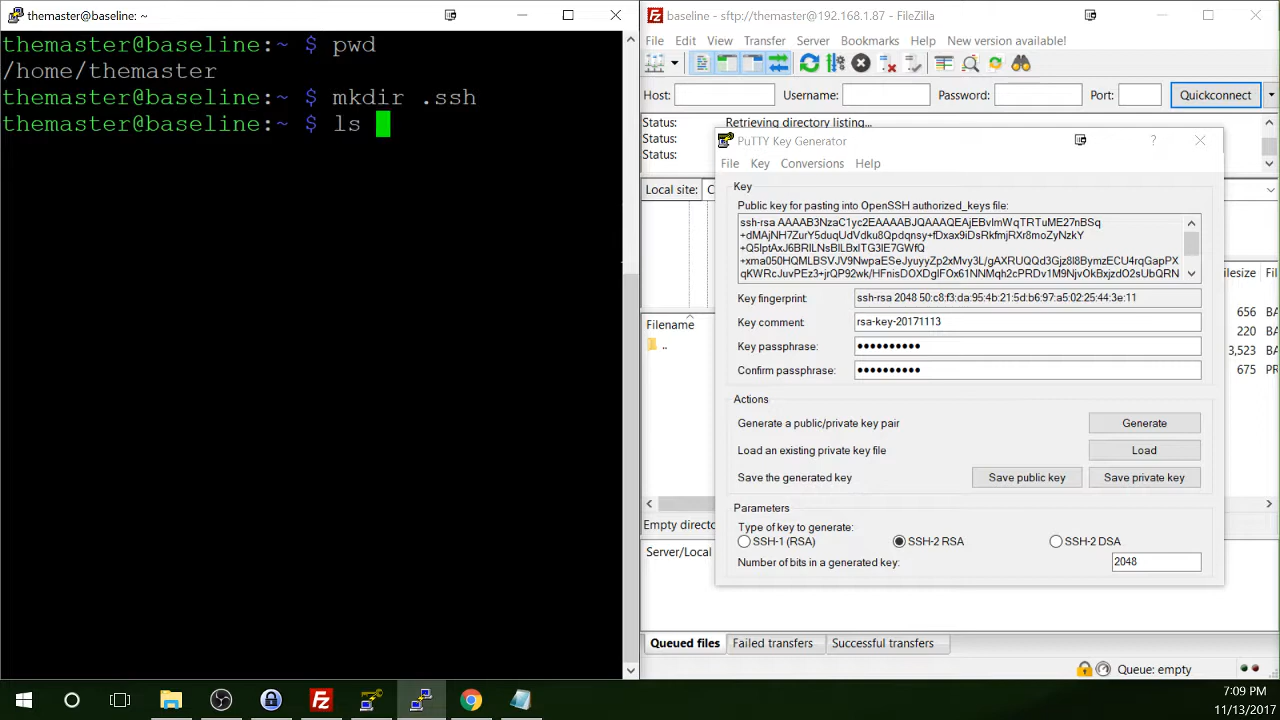 themaster@baseline: ~
themaster@baseline:~ $ pwd
/home/themaster
themaster@baseline:~ $ mkdir .ssh
themaster@baseline:~ $ ls
baseline - sftp://themaster@192.168.1.87 - FileZilla
File Edit View Transfer Server Bookmarks Help New version available!
Host: Username: Password: Port: Quickconnect
Status: Retrieving directory listing...
Status:
Status:
Local site:
Filename
..
Empty directo
Server/Local
filesize
656
220
3,523
675
Queued files Failed transfers Successful transfers
Queue: empty
PuTTY Key Generator
?
File Key Conversions Help
Key
Public key for pasting into OpenSSH authorized_keys file:
ssh-rsa
Key fingerprint: ssh-rsa 2048 50:c8:f3:da:95:4b:21:5d:b6:97:a5:02:25:44:3e:11
Key comment: rsa-key-20171113
Key passphrase: ●●●●●●●●●●
Confirm passphrase: ●●●●●●●●●●
Actions
Generate a public/private key pair Generate
Load an existing private key file Load
Save the generated key Save public key Save private key
Parameters
Type of key to generate:
SSH-1 (RSA) SSH-2 RSA SSH-2 DSA
Number of bits in a generated key: 2048
7:09 PM
11/13/2017